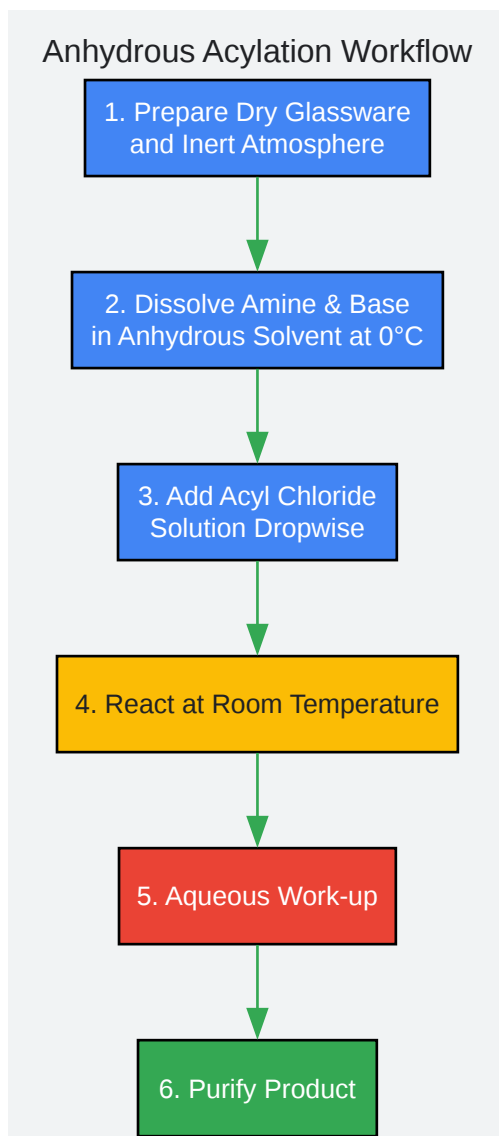 Anhydrous Acylation Workflow
1. Prepare Dry Glassware
and Inert Atmosphere
2. Dissolve Amine & Base
in Anhydrous Solvent at 0°C
3. Add Acyl Chloride
Solution Dropwise
4. React at Room Temperature
5. Aqueous Work-up
6. Purify Product